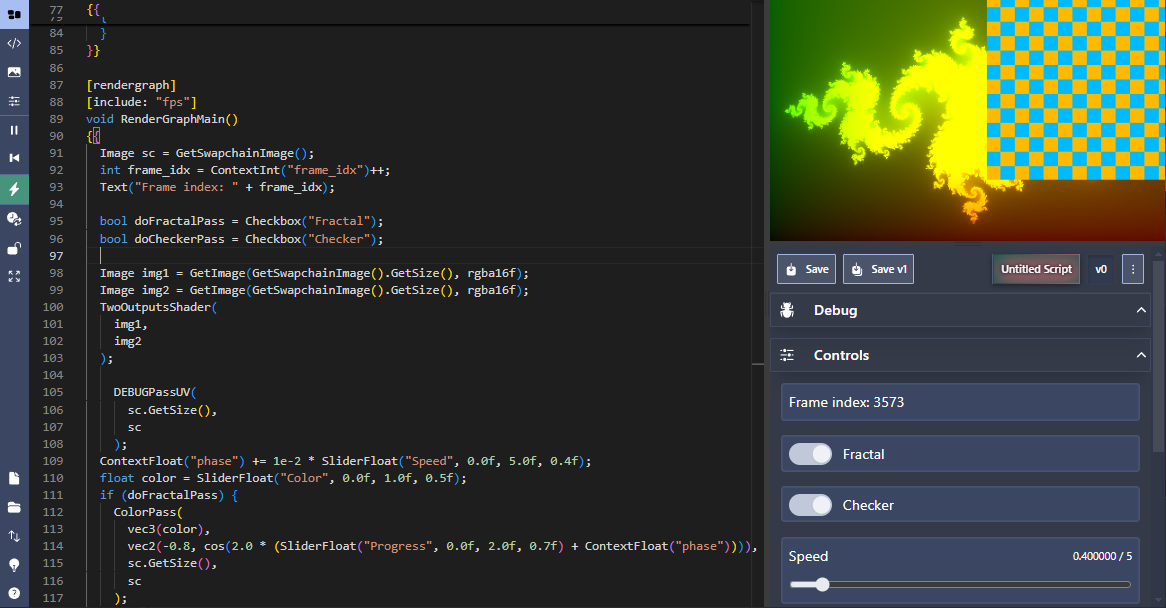 77 {{
79 {
84 }
85 }}
86
87 [rendergraph]
88 [include: "fps"]
89 void RenderGraphMain()
90 {{
91 Image sc = GetSwapchainImage();
92 int frame_idx = ContextInt("frame_idx")++;
93 Text("Frame index: " + frame_idx);
94
95 bool doFractalPass = Checkbox("Fractal");
96 bool doCheckerPass = Checkbox("Checker");
97
98 Image img1 = GetImage(GetSwapchainImage().GetSize(), rgba16f);
99 Image img2 = GetImage(GetSwapchainImage().GetSize(), rgba16f);
100 TwoOutputsShader(
101 img1,
102 img2
103 );
104
105 DEBUGPassUV(
106 sc.GetSize(),
107 sc
108 );
109 ContextFloat("phase") += 1e-2 * SliderFloat("Speed", 0.0f, 5.0f, 0.4f);
110 float color = SliderFloat("Color", 0.0f, 1.0f, 0.5f);
111 if (doFractalPass) {
112 ColorPass(
113 vec3(color),
114 vec2(-0.8, cos(2.0 * (SliderFloat("Progress", 0.0f, 2.0f, 0.7f) + ContextFloat("phase")))),
115 sc.GetSize(),
116 sc
117 );
Save
Save v1
Untitled Script
v0
Debug
Controls
Frame index: 3573
Fractal
Checker
Speed
0.400000 / 5